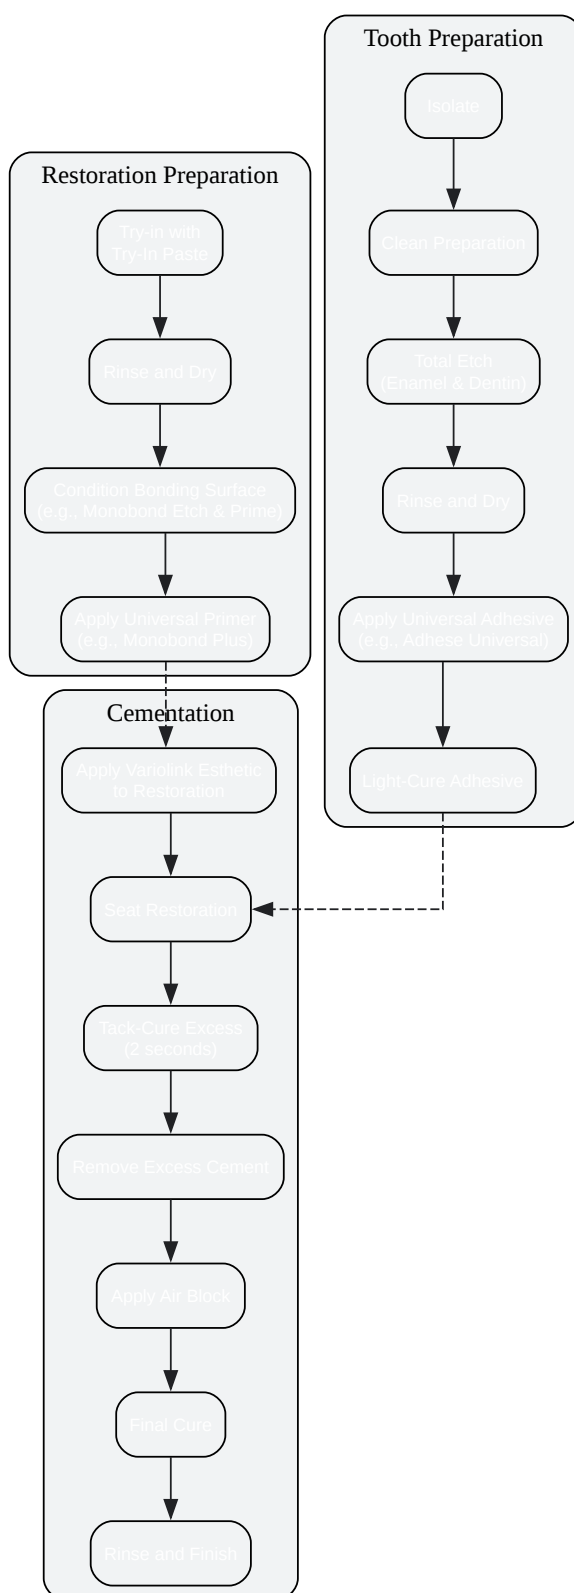 Tooth Preparation
Isolate
Clean Preparation
Total Etch
(Enamel & Dentin)
Rinse and Dry
Apply Universal Adhesive
(e.g., Adhese Universal)
Light-Cure Adhesive
Restoration Preparation
Try-in with
Try-In Paste
Rinse and Dry
Condition Bonding Surface
(e.g., Monobond Etch & Prime)
Apply Universal Primer
(e.g., Monobond Plus)
Cementation
Apply Variolink Esthetic
to Restoration
Seat Restoration
Tack-Cure Excess
(2 seconds)
Remove Excess Cement
Apply Air Block
Final Cure
Rinse and Finish